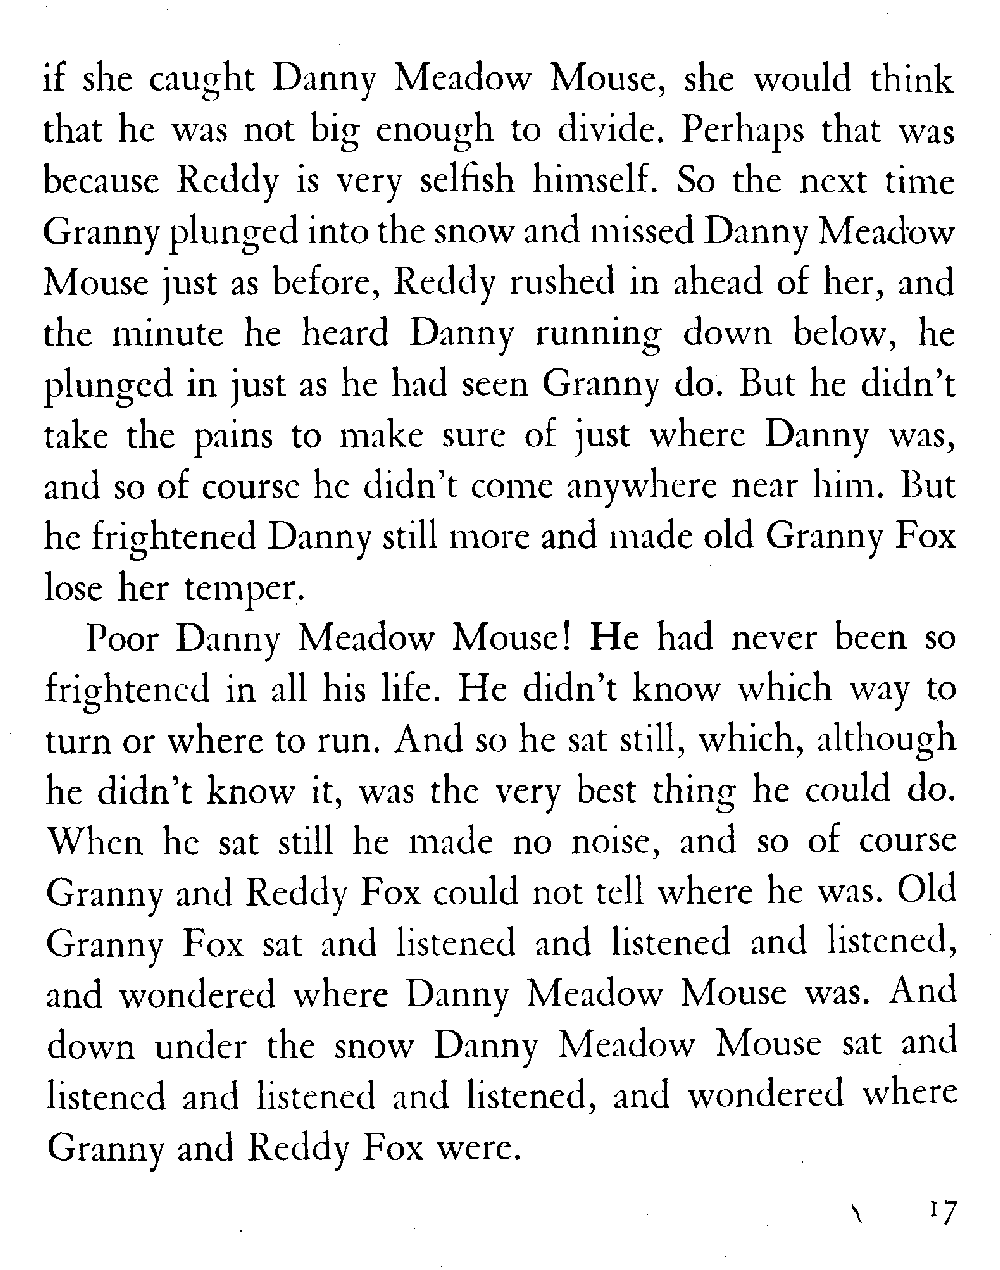 if she caught Danny Meadow Mouse, she would think
that he was not big enough to divide. Perhaps that was
because Reddy is very selfish himself. So the next time
Granny plunged into the snow and missed Danny Meadow
Mouse just as before, Reddy rushed in ahead of her, and
the minute he heard Danny running down below, he
plunged in just as he had seen Granny do. But he didn't
take the pains to make sure of just where Danny was,
and so of course he didn't come anywhere near him. But
he frightened Danny still more and made old Granny Fox
lose her temper.
Poor Danny Meadow Mouse! He had never been so
frightened in all his life. He didn't know which way to
turn or where to run. And so he sat still, which, although
he didn't know it, was the very best thing he could do.
When he sat still he made no noise, and so of course
Granny and Reddy Fox could not tell where he was. Old
Granny Fox sat and listened and listened and listened,
and wondered where Danny Meadow Mouse was. And
down under the snow Danny Meadow Mouse sat and
listened and listened and listened, and wondered where
Granny and Reddy Fox were.
17